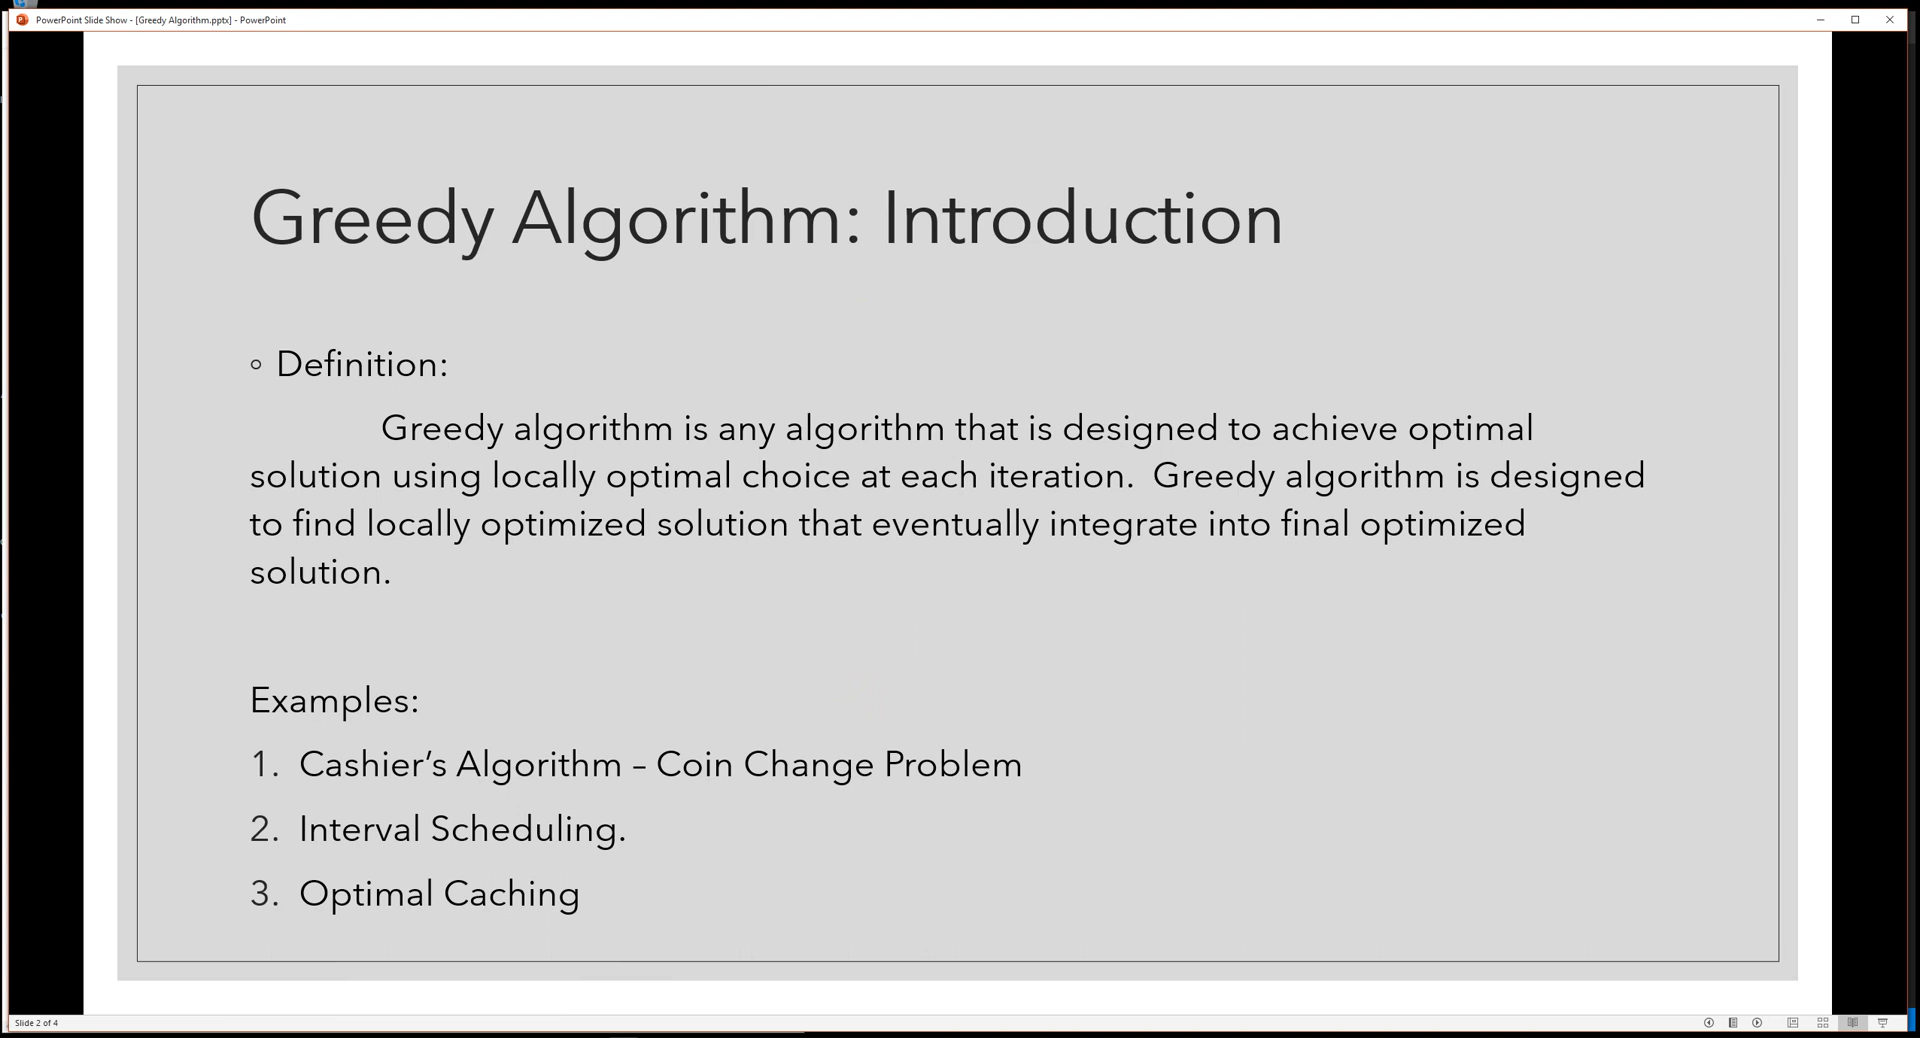 PowerPoint Slide Show - [Greedy Algorithm.pptx] - PowerPoint
Greedy Algorithm: Introduction
◦ Definition:
Greedy algorithm is any algorithm that is designed to achieve optimal
solution using locally optimal choice at each iteration.  Greedy algorithm is designed
to find locally optimized solution that eventually integrate into final optimized
solution.
Examples:
1. Cashier’s Algorithm – Coin Change Problem
2. Interval Scheduling.
3. Optimal Caching
Slide 2 of 4